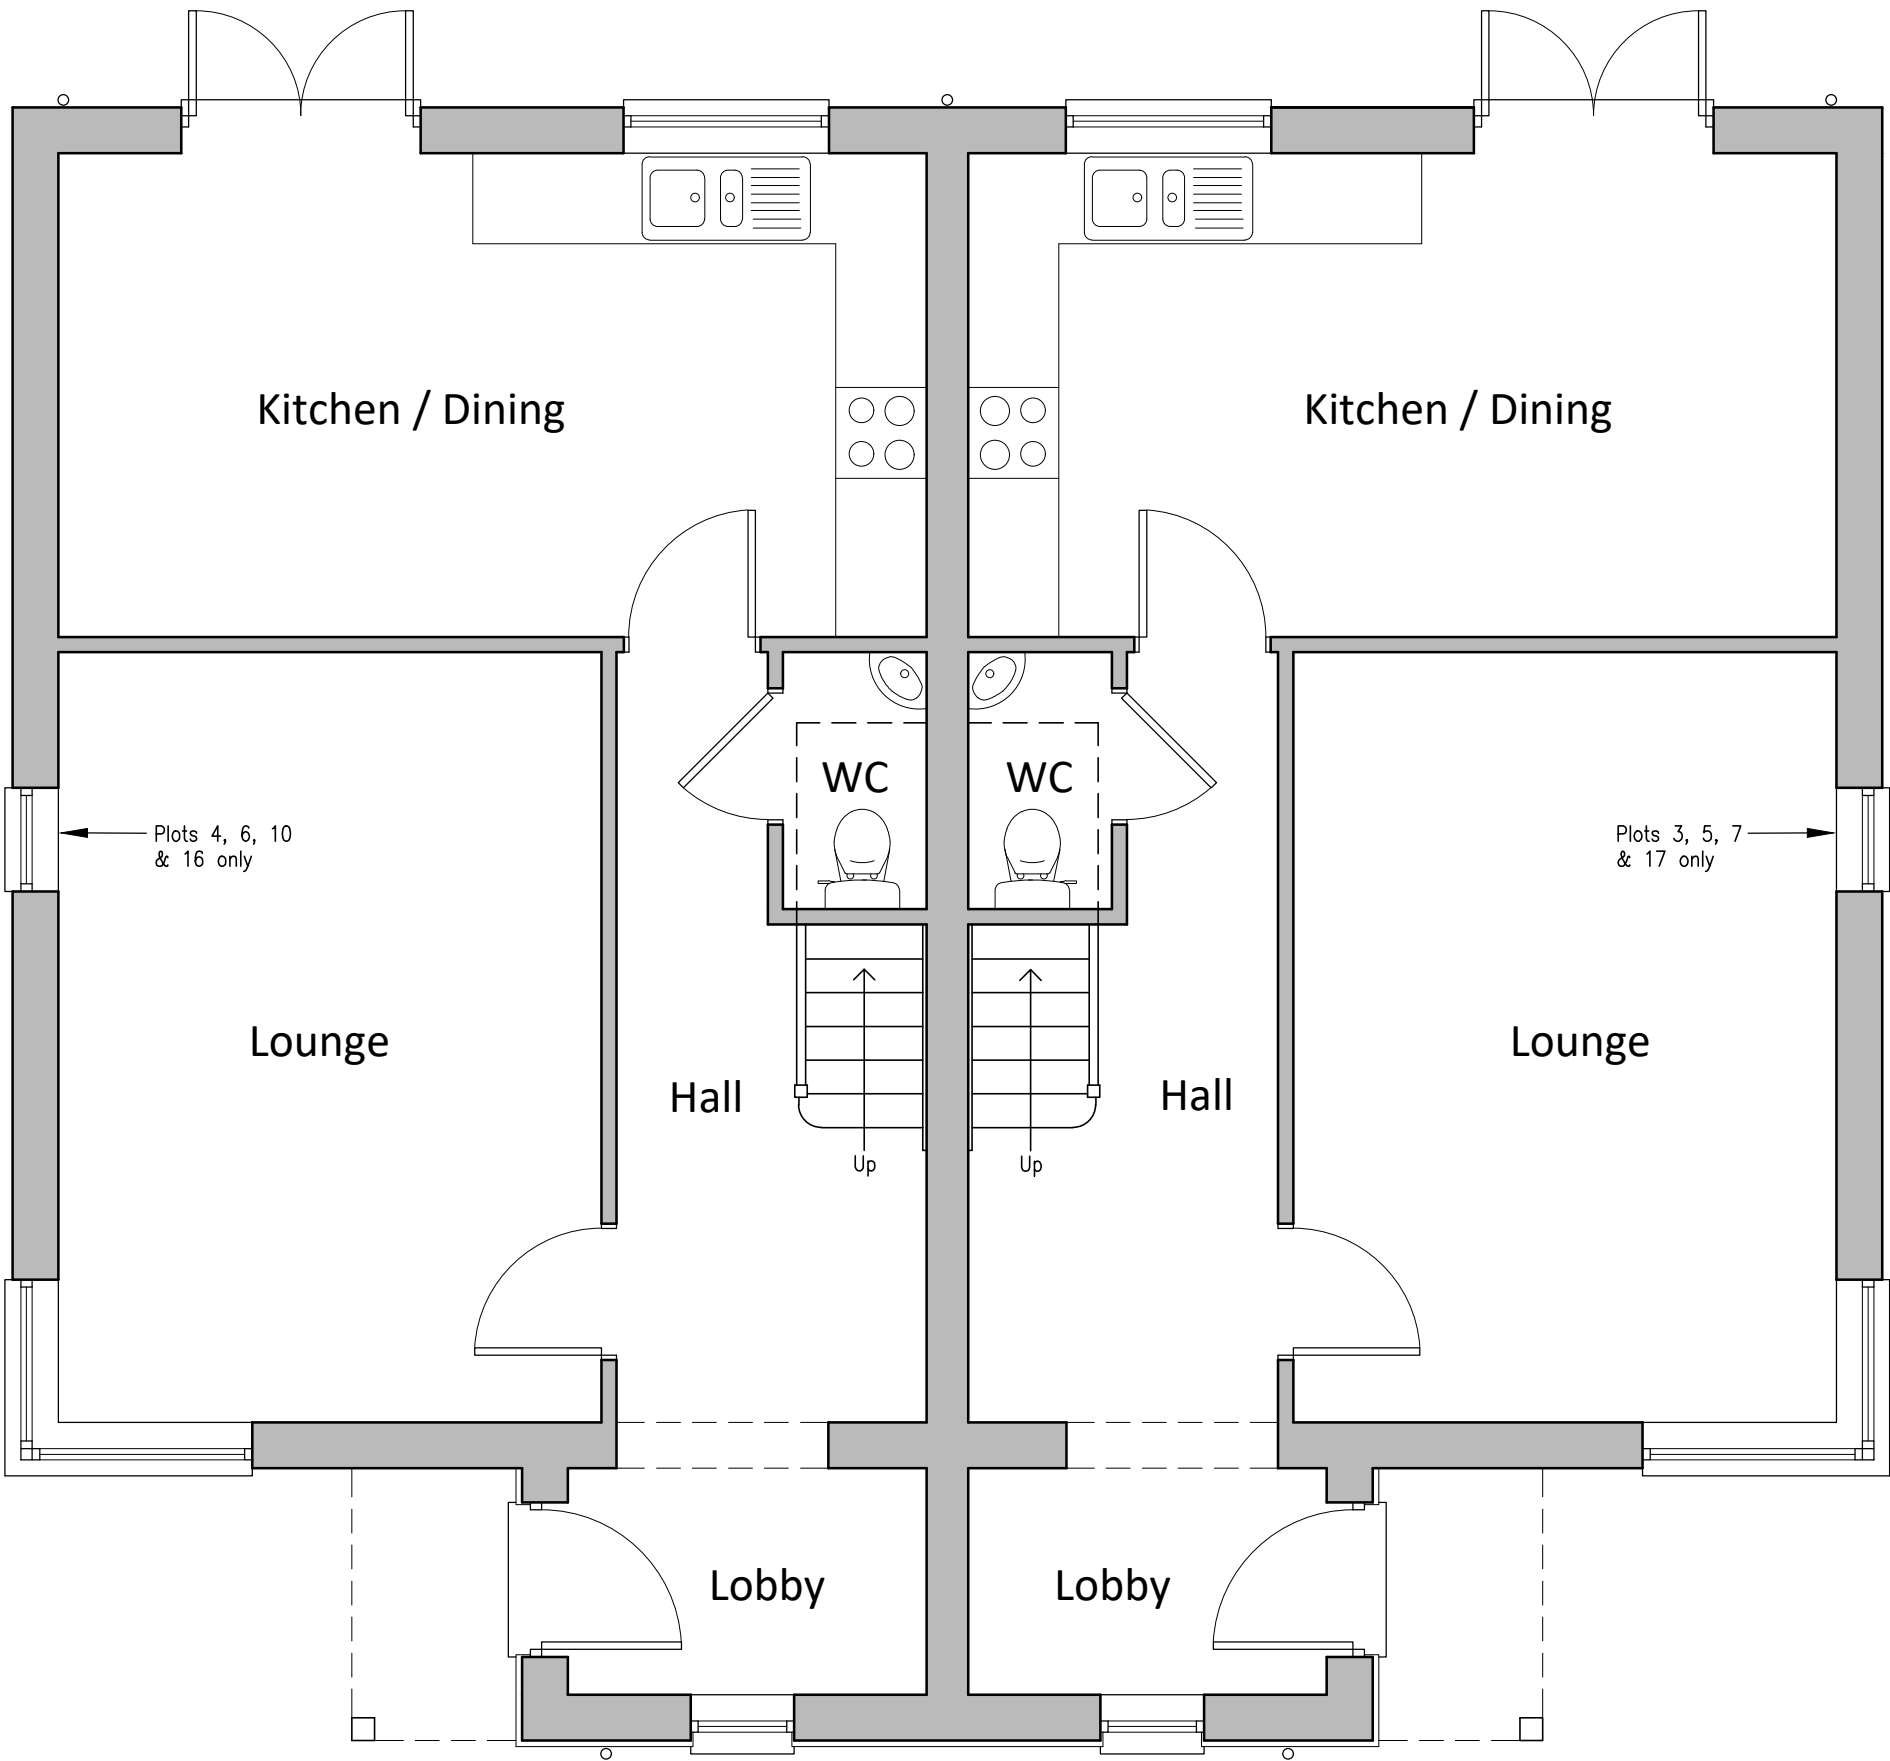 Kitchen / Dining
Kitchen / Dining
WC
WC
Plots 4, 6, 10
& 16 only
Plots 3, 5, 7
& 17 only
Lounge
Lounge
Hall
Hall
Up
Up
Lobby
Lobby